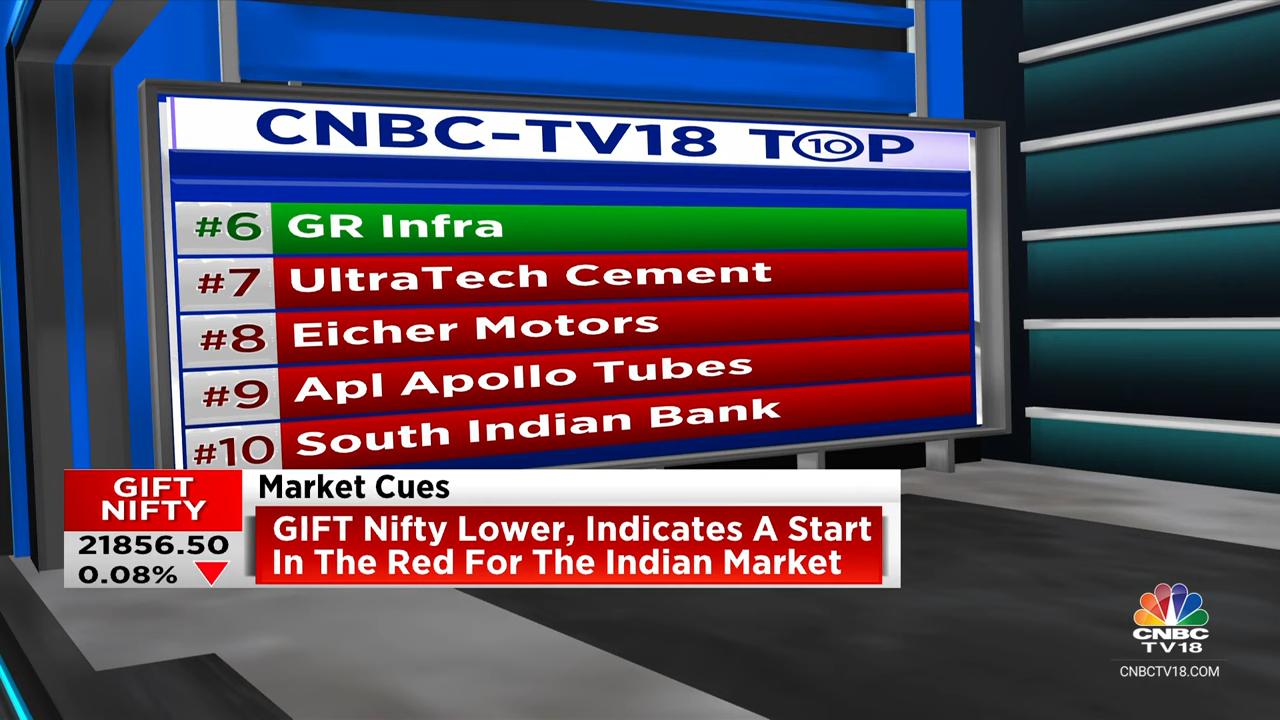 CNBC-TV18 TOP 10
#6 GR Infra
#7 UltraTech Cement
#8 Eicher Motors
#9 Apl Apollo Tubes
#10 South Indian Bank
GIFT
NIFTY
21856.50
0.08%
Market Cues
GIFT Nifty Lower, Indicates A Start
In The Red For The Indian Market
CNBC
TV18
CNBCTV18.COM